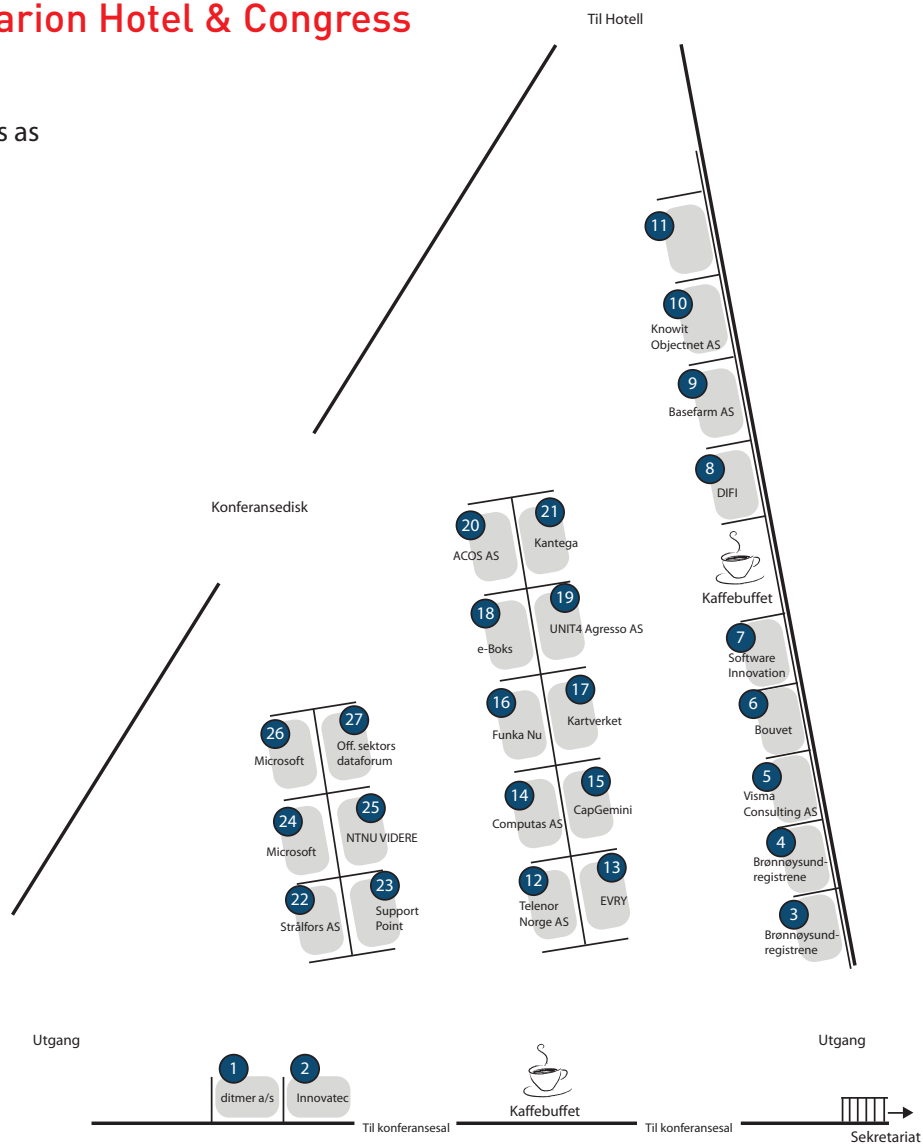 arion Hotel & Congress
Til Hotell
s as
11
10
Knowit
Objectnet AS
9
Basefarm AS
8
DIFI
Konferansedisk
20
ACOS AS
21
Kantega
Kaffebuffet
18
e-Boks
19
UNIT4 Agresso AS
7
Software
Innovation
16
Funka Nu
17
Kartverket
6
Bouvet
26
Microsoft
27
Off. sektors
dataforum
14
Computas AS
15
CapGemini
5
Visma
Consulting AS
24
Microsoft
25
NTNU VIDERE
4
Brønnøysund-
registrene
22
Strålfors AS
23
Support
Point
12
Telenor
Norge AS
13
EVRY
3
Brønnøysund-
registrene
Utgang
Utgang
1
ditmer a/s
2
Innovatec
Kaffebuffet
Til konferansesal
Til konferansesal
Sekretariat